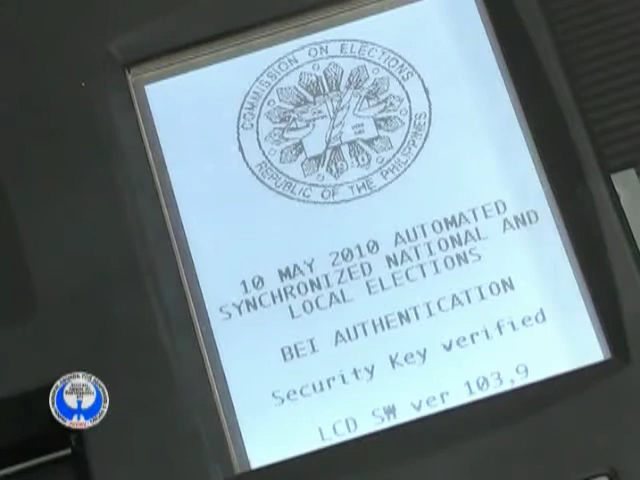 COMMISSION ON ELECTIONS
REPUBLIC OF THE PHILIPPINES
10 MAY 2010 AUTOMATED
SYNCHRONIZED NATIONAL AND
LOCAL ELECTIONS
BEI AUTHENTICATION
Security Key verified
LCD SW ver 103.9